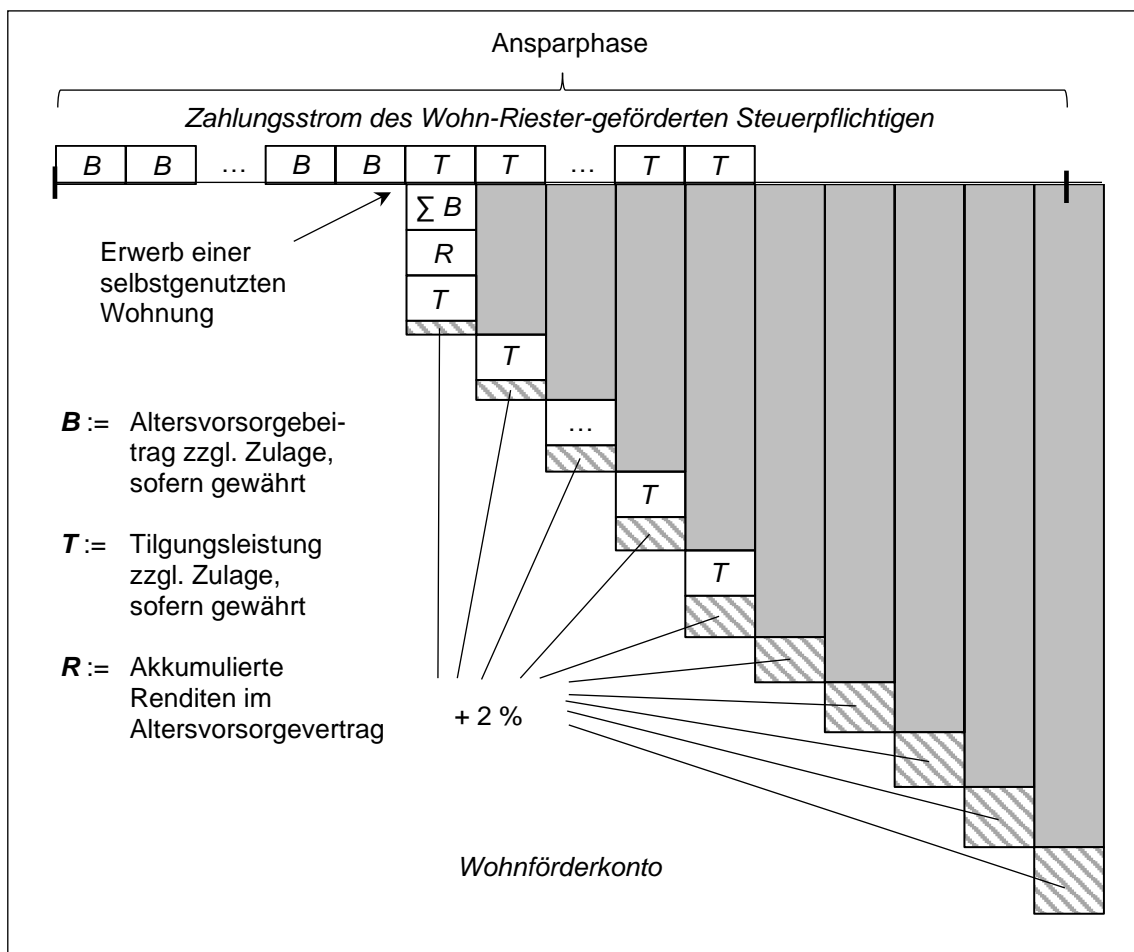 Ansparphase
Zahlungsstrom des Wohn-Riester-geförderten Steuerpflichtigen
B B … B B T T … T T
∑ B
R
T
Erwerb einer
selbstgenutzten
Wohnung
T
…
T
T
B := Altersvorsorgebei-
trag zzgl. Zulage,
sofern gewährt
T := Tilgungsleistung
zzgl. Zulage,
sofern gewährt
R := Akkumulierte
Renditen im
Altersvorsorgevertrag
+ 2 %
Wohnförderkonto